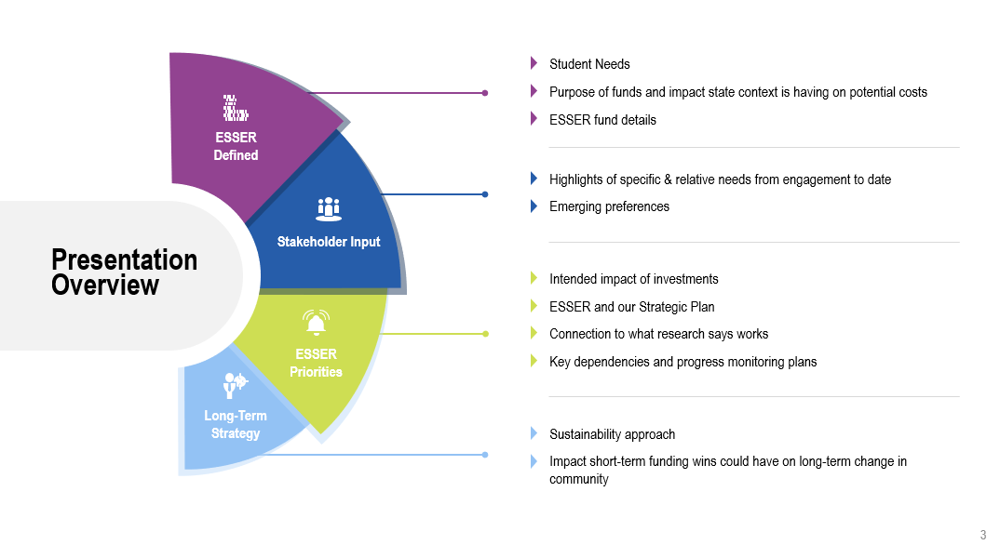 Presentation
Overview
ESSER
Defined
Student Needs
Purpose of funds and impact state context is having on potential costs
ESSER fund details
Stakeholder Input
Highlights of specific & relative needs from engagement to date
Emerging preferences
ESSER
Priorities
Intended impact of investments
ESSER and our Strategic Plan
Connection to what research says works
Key dependencies and progress monitoring plans
Long-Term
Strategy
Sustainability approach
Impact short-term funding wins could have on long-term change in
community
3